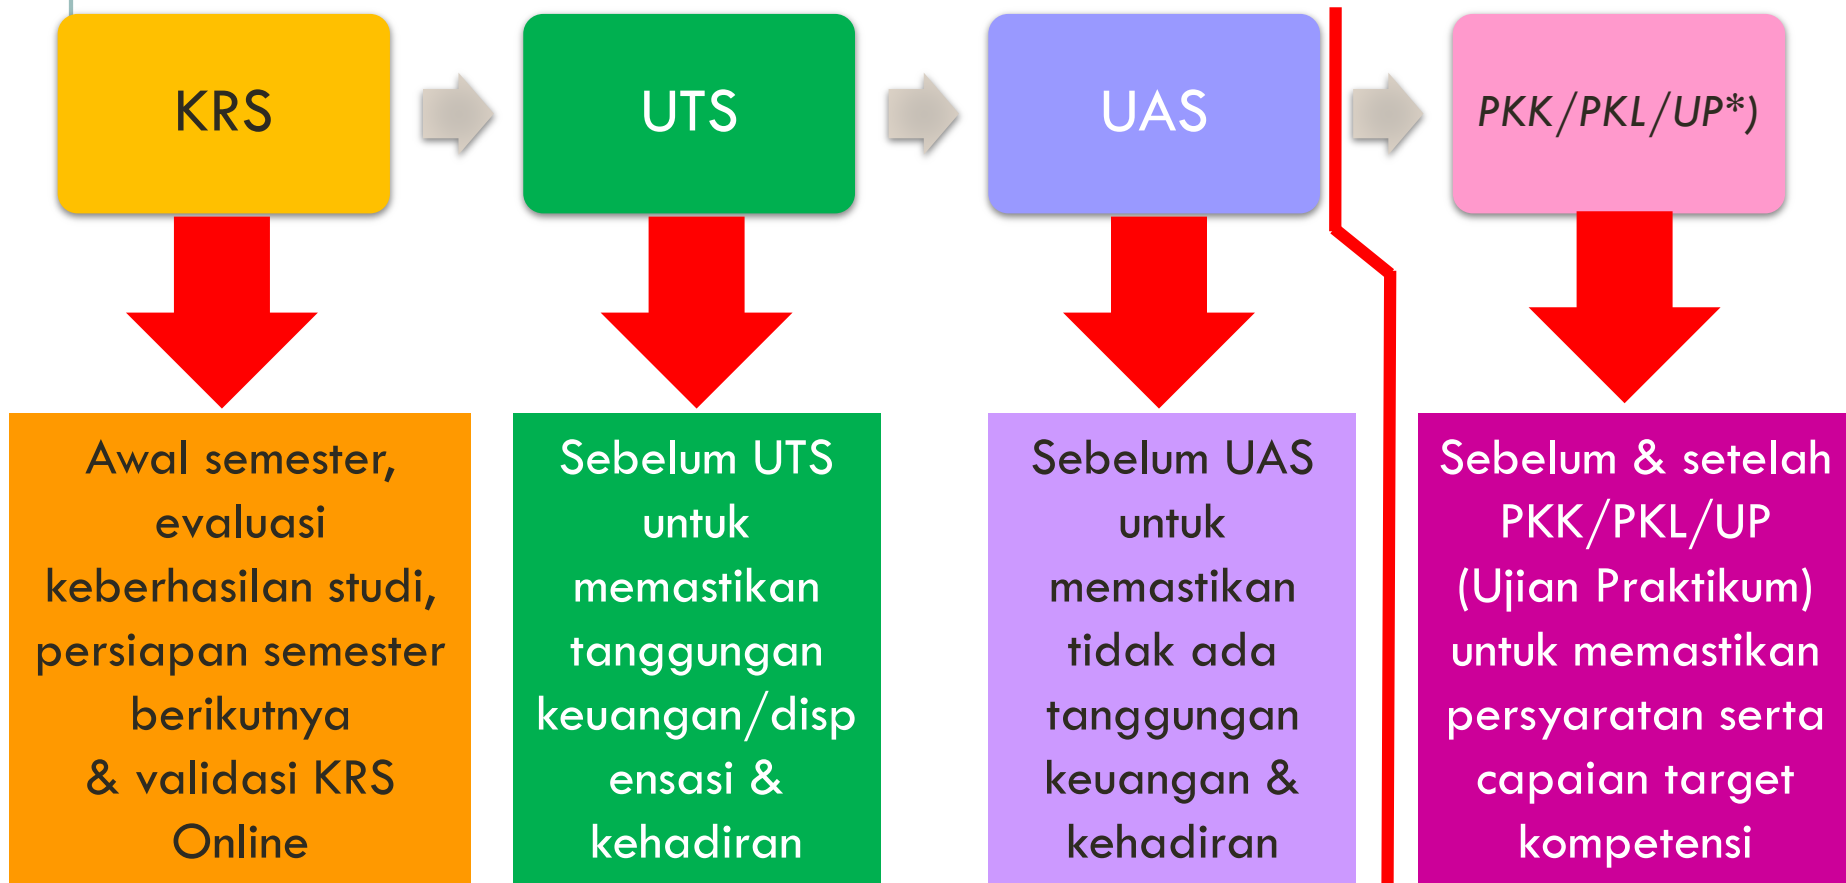 KRS
UTS
UAS
PKK/PKL/UP*)
Awal semester,
evaluasi
keberhasilan studi,
persiapan semester
berikutnya
& validasi KRS
Online
Sebelum UTS
untuk
memastikan
tanggungan
keuangan/disp
ensasi &
kehadiran
Sebelum UAS
untuk
memastikan
tidak ada
tanggungan
keuangan &
kehadiran
Sebelum & setelah
PKK/PKL/UP
(Ujian Praktikum)
untuk memastikan
persyaratan serta
capaian target
kompetensi